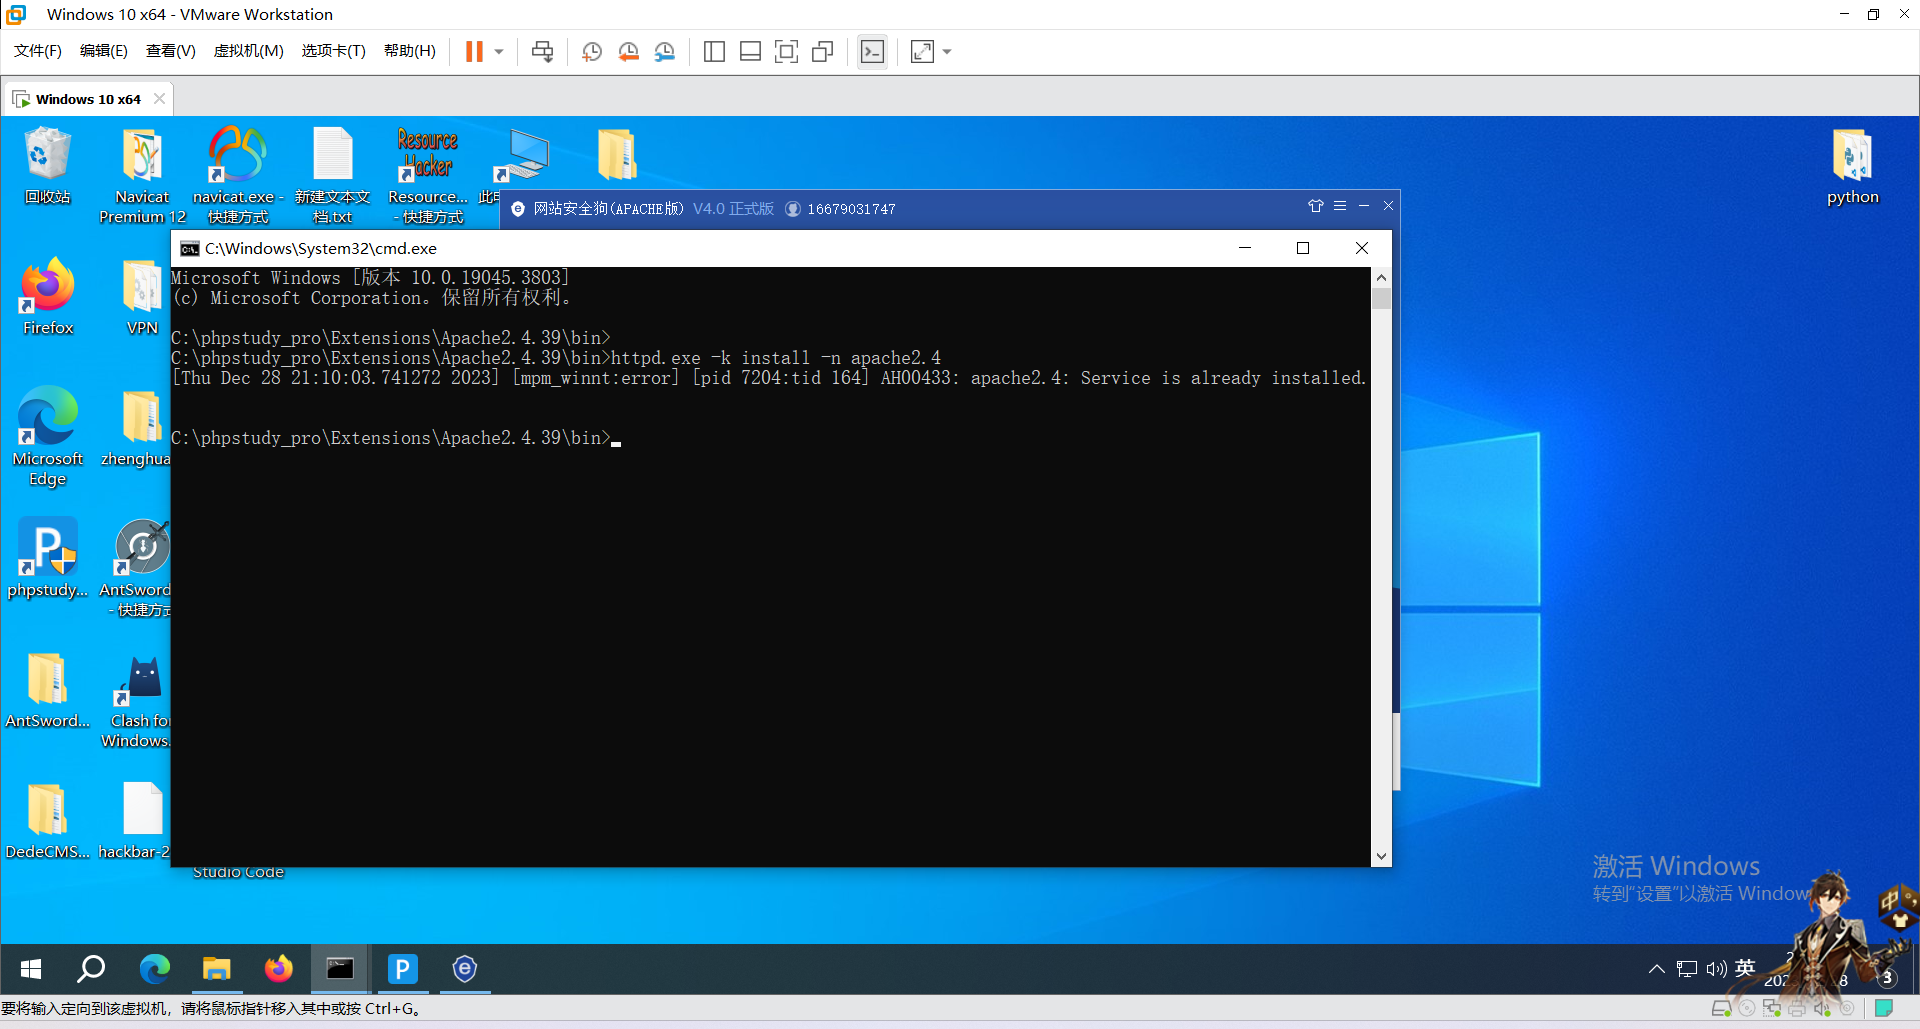 Windows 10 x64 - VMware Workstation
文件(F) 编辑(E) 查看(V) 虚拟机(M) 选项卡(T) 帮助(H)
Windows 10 x64
回收站
Navicat Premium 12
navicat.exe - 快捷方式
新建文本文档.txt
Resource Hacker
Resource... - 快捷方式
python
网站安全狗(APACHE版) V4.0 正式版 16679031747
C:\Windows\System32\cmd.exe
Microsoft Windows [版本 10.0.19045.3803]
(c) Microsoft Corporation。保留所有权利。
C:\phpstudy_pro\Extensions\Apache2.4.39\bin>
C:\phpstudy_pro\Extensions\Apache2.4.39\bin>httpd.exe -k install -n apache2.4
[Thu Dec 28 21:10:03.741272 2023] [mpm_winnt:error] [pid 7204:tid 164] AH00433: apache2.4: Service is already installed.
C:\phpstudy_pro\Extensions\Apache2.4.39\bin>
Firefox
VPN
Microsoft Edge
zhenghua
phpstudy...
AntSword - 快捷方式
AntSword...
Clash for Windows.
DedeCMS...
hackbar-2
Studio Code
激活 Windows
转到"设置"以激活 Window
英
中
3
要将输入定向到该虚拟机，请将鼠标指针移入其中或按 Ctrl+G。